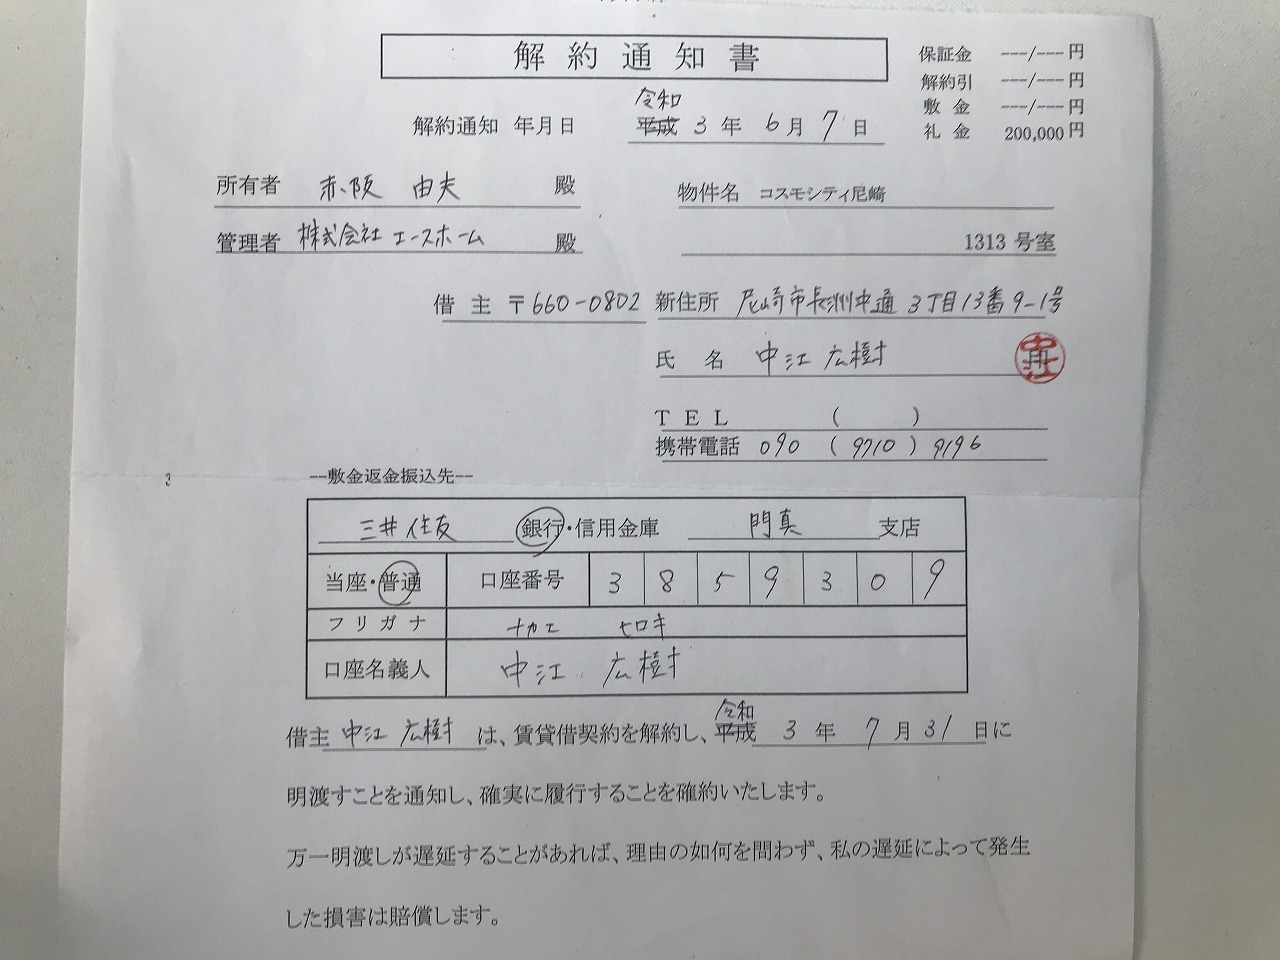 解約通知書
保証金 ---/---円
解約引 ---/---円
敷金 ---/---円
礼金 200,000円
解約通知 年月日 令和 平成 3年 6月 7日
所有者 赤阪 由夫 殿
物件名 コスモシティ尼崎
管理者 株式会社エースホーム 殿
1313 号室
借主 〒660-0802 新住所 尼崎市長洲中通3丁目13番9-1号
氏名 中江 広樹 印 中江
TEL ( )
携帯電話 090 (9710) 9196
--敷金返金振込先--
三井住友 銀行・信用金庫 門真 支店
当座・普通 口座番号 3 8 5 9 3 0 9
フリガナ ナカエ ヒロキ
口座名義人 中江 広樹
借主 中江 広樹 は、賃貸借契約を解約し、令和 平成 3年 7月31日に
明渡すことを通知し、確実に履行することを確約いたします。
万一明渡しが遅延することがあれば、理由の如何を問わず、私の遅延によって発生
した損害は賠償します。